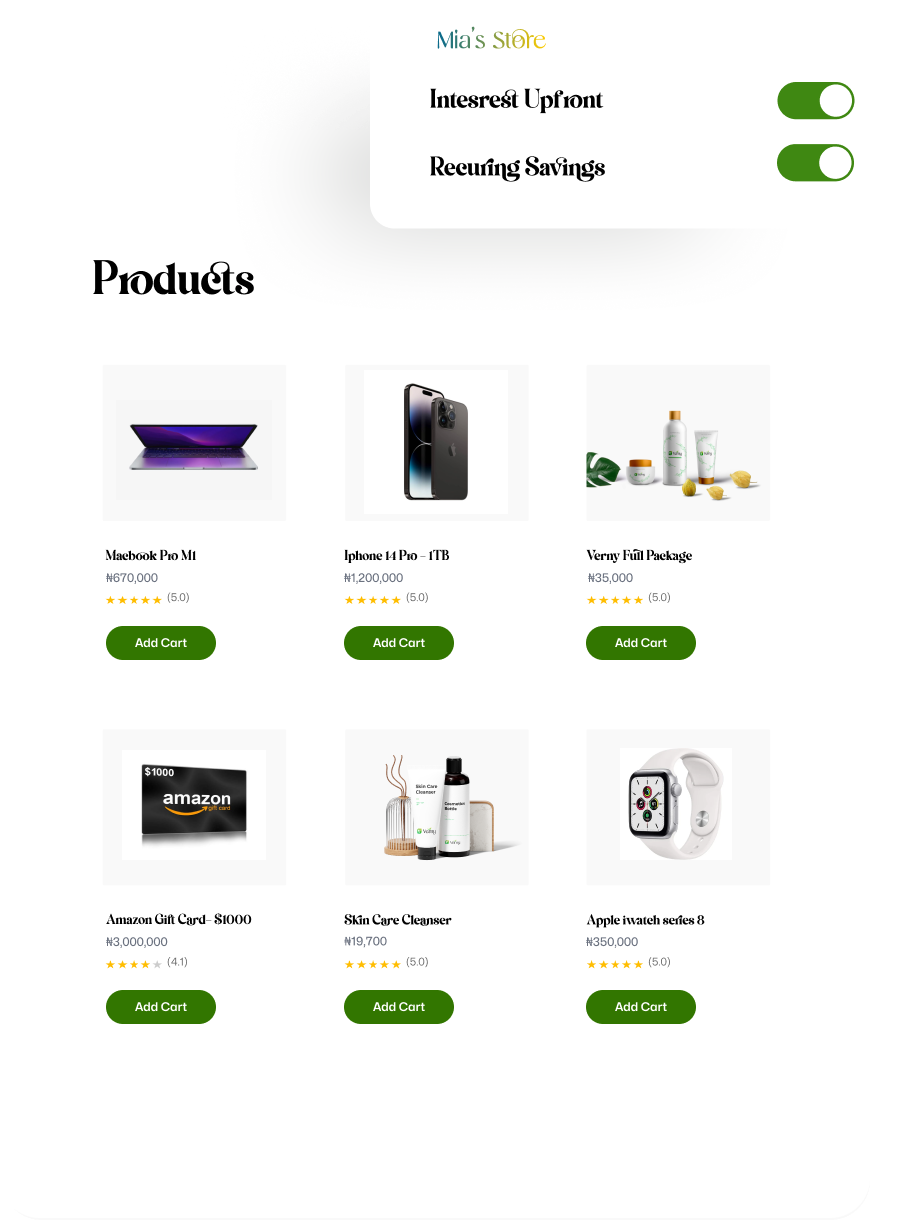 Mia's Store
Intesrest Upfront
Recuring Savings
Products
Macbook Pro M1
₦670,000
(5.0)
Add Cart
Iphone 14 Pro - 1TB
₦1,200,000
(5.0)
Add Cart
Verny Full Package
₦35,000
(5.0)
Add Cart
$1000
amazon
gift card
Amazon Gift Card- $1000
₦3,000,000
(4.1)
Add Cart
Skin Care
Cleanser
Cosmetics
Bottle
Skin Care Cleanser
₦19,700
(5.0)
Add Cart
Apple iwatch series 8
₦350,000
(5.0)
Add Cart